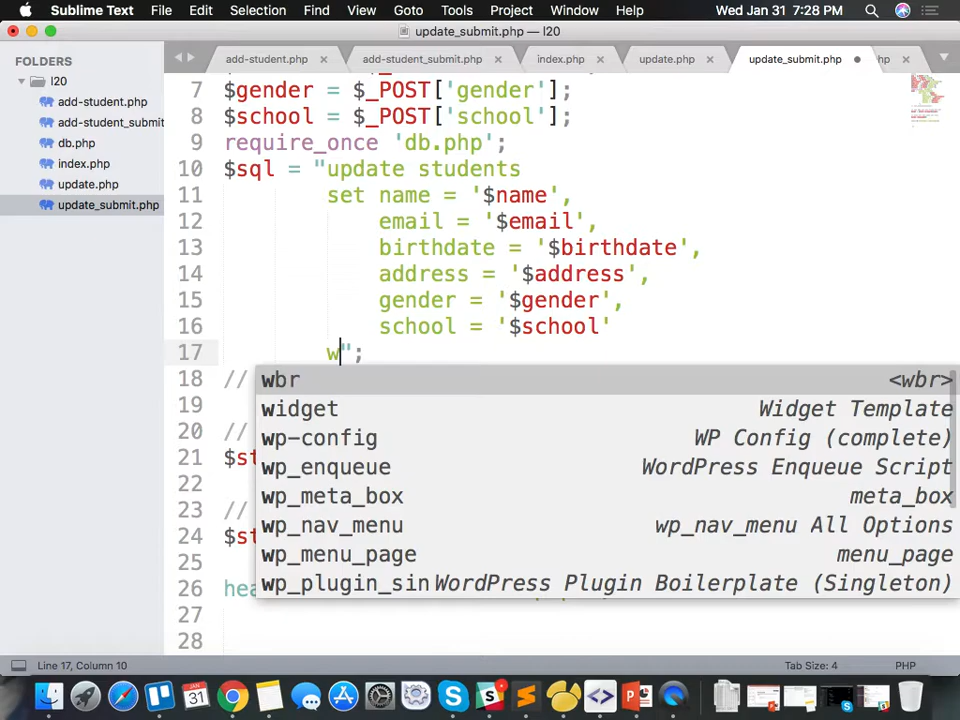 Sublime Text File Edit Selection Find View Goto Tools Project Window Help Wed Jan 31 7:28 PM
update_submit.php — l20
FOLDERS
l20
add-student.php
add-student_submit
db.php
index.php
update.php
update_submit.php
add-student.php × add-student_submit.php × index.php × update.php × update_submit.php hp ×
7 $gender = $_POST['gender'];
8 $school = $_POST['school'];
9 require_once 'db.php';
10 $sql = "update students
11 set name = '$name',
12 email = '$email',
13 birthdate = '$birthdate',
14 address = '$address',
15 gender = '$gender',
16 school = '$school'
17 w";
18 //
19
20 //
21 $st
22
23 //
24 $st
25
26 hea
27
28
wbr <wbr>
widget Widget Template
wp-config WP Config (complete)
wp_enqueue WordPress Enqueue Script
wp_meta_box meta_box
wp_nav_menu wp_nav_menu All Options
wp_menu_page menu_page
wp_plugin_sin WordPress Plugin Boilerplate (Singleton)
Line 17, Column 10 Tab Size: 4 PHP